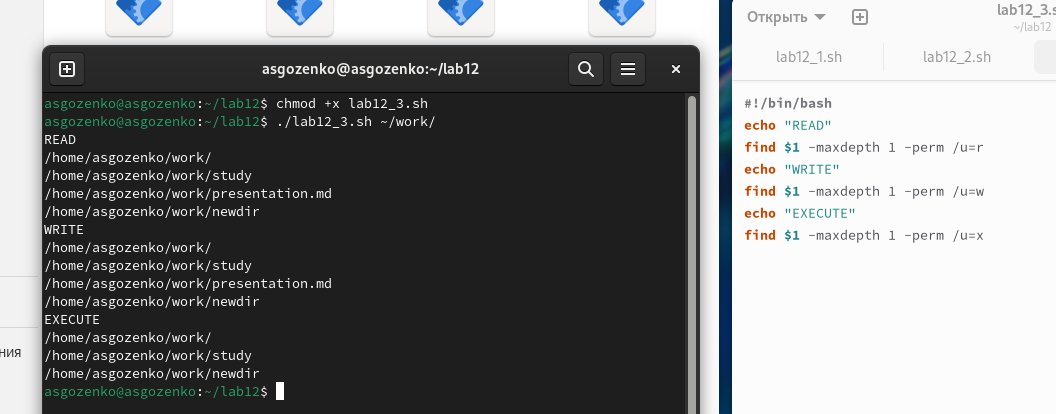 asgozenko@asgozenko:~/lab12
asgozenko@asgozenko:~/lab12$ chmod +x lab12_3.sh
asgozenko@asgozenko:~/lab12$ ./lab12_3.sh ~/work/
READ
/home/asgozenko/work/
/home/asgozenko/work/study
/home/asgozenko/work/presentation.md
/home/asgozenko/work/newdir
WRITE
/home/asgozenko/work/
/home/asgozenko/work/study
/home/asgozenko/work/presentation.md
/home/asgozenko/work/newdir
EXECUTE
/home/asgozenko/work/
/home/asgozenko/work/study
/home/asgozenko/work/newdir
asgozenko@asgozenko:~/lab12$
ния
Открыть
lab12_3.s
~/lab12
lab12_1.sh
lab12_2.sh
#!/bin/bash
echo "READ"
find $1 -maxdepth 1 -perm /u=r
echo "WRITE"
find $1 -maxdepth 1 -perm /u=w
echo "EXECUTE"
find $1 -maxdepth 1 -perm /u=x